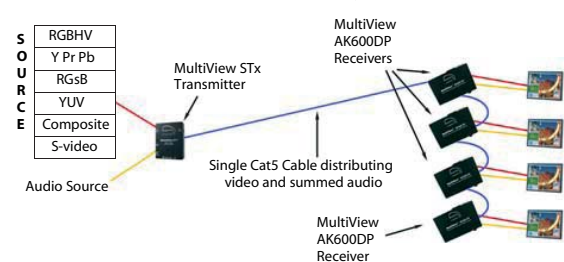 SOURCE
RGBHV
Y Pr Pb
RGsB
YUV
Composite
S-video
Audio Source
MultiView STx
Transmitter
MultiView
AK600DP
Receivers
Single Cat5 Cable distributing
video and summed audio
MultiView
AK600DP
Receiver